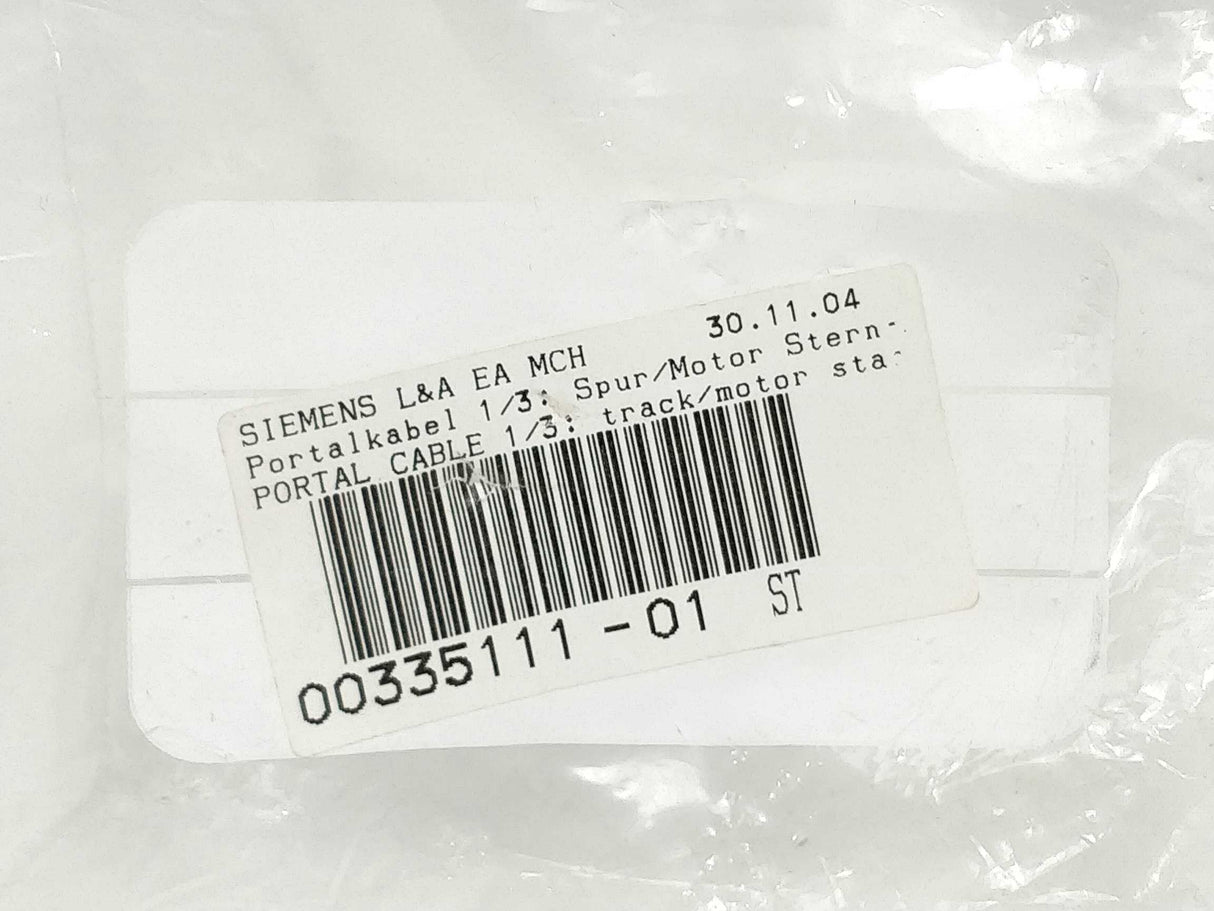 30.11.04
SIEMENS L&A EA MCH
Portalkabel 1/3: Spur/Motor Stern-
PORTAL CABLE 1/3: track/motor sta
00335111-01 ST